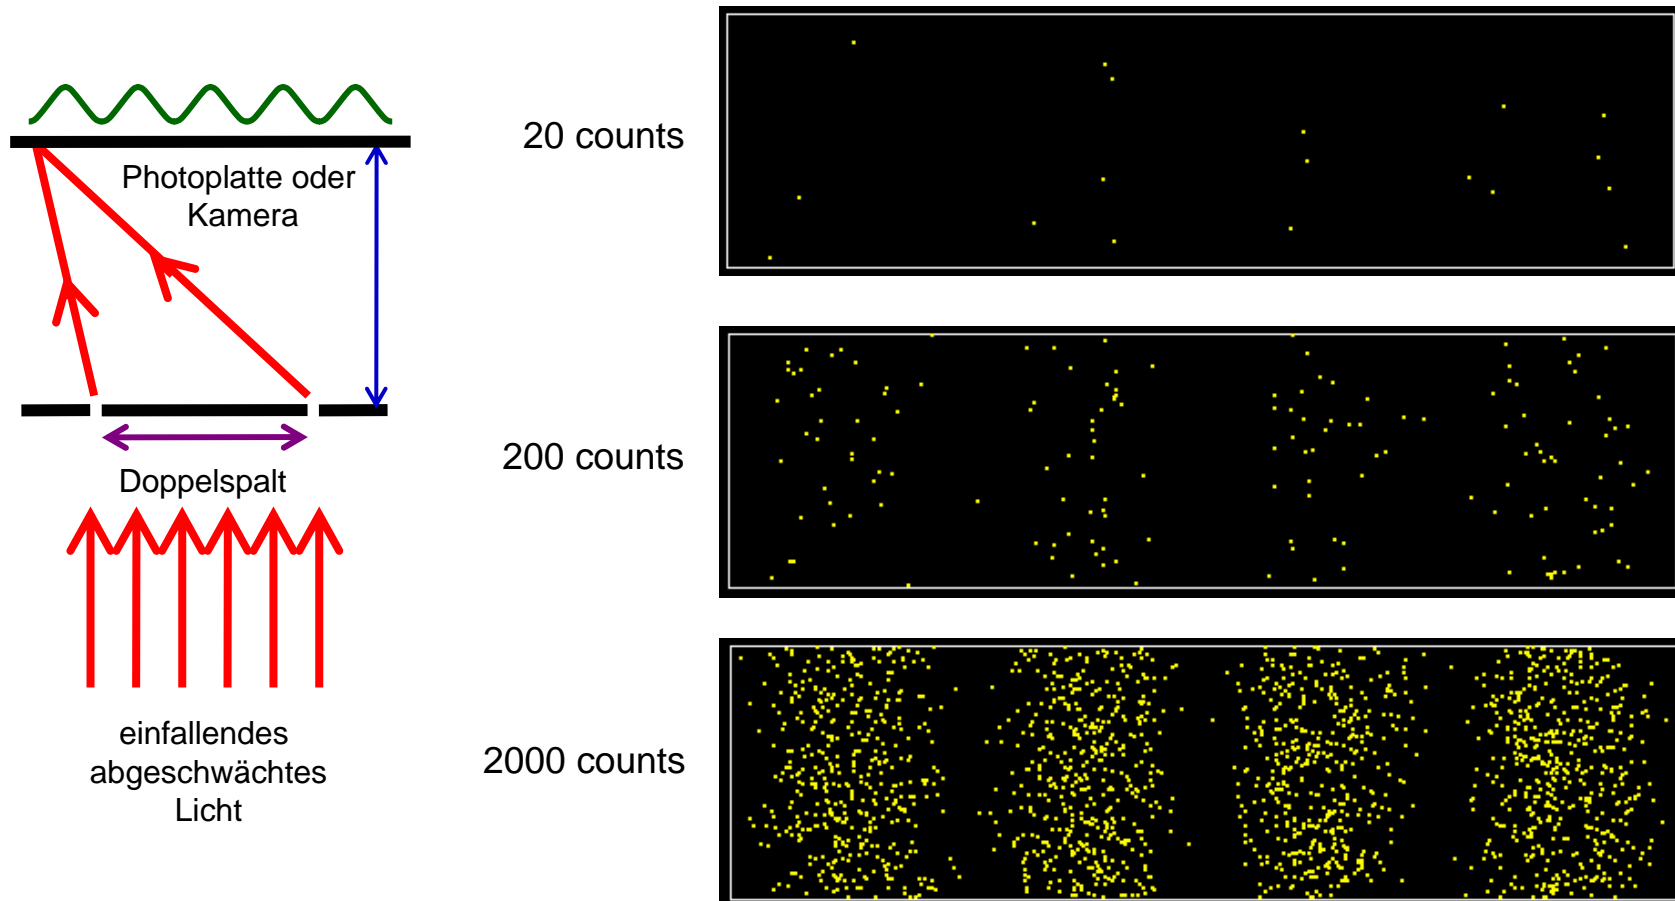 Photoplatte oder
Kamera
Doppelspalt
einfallendes
abgeschwächtes
Licht
20 counts
200 counts
2000 counts